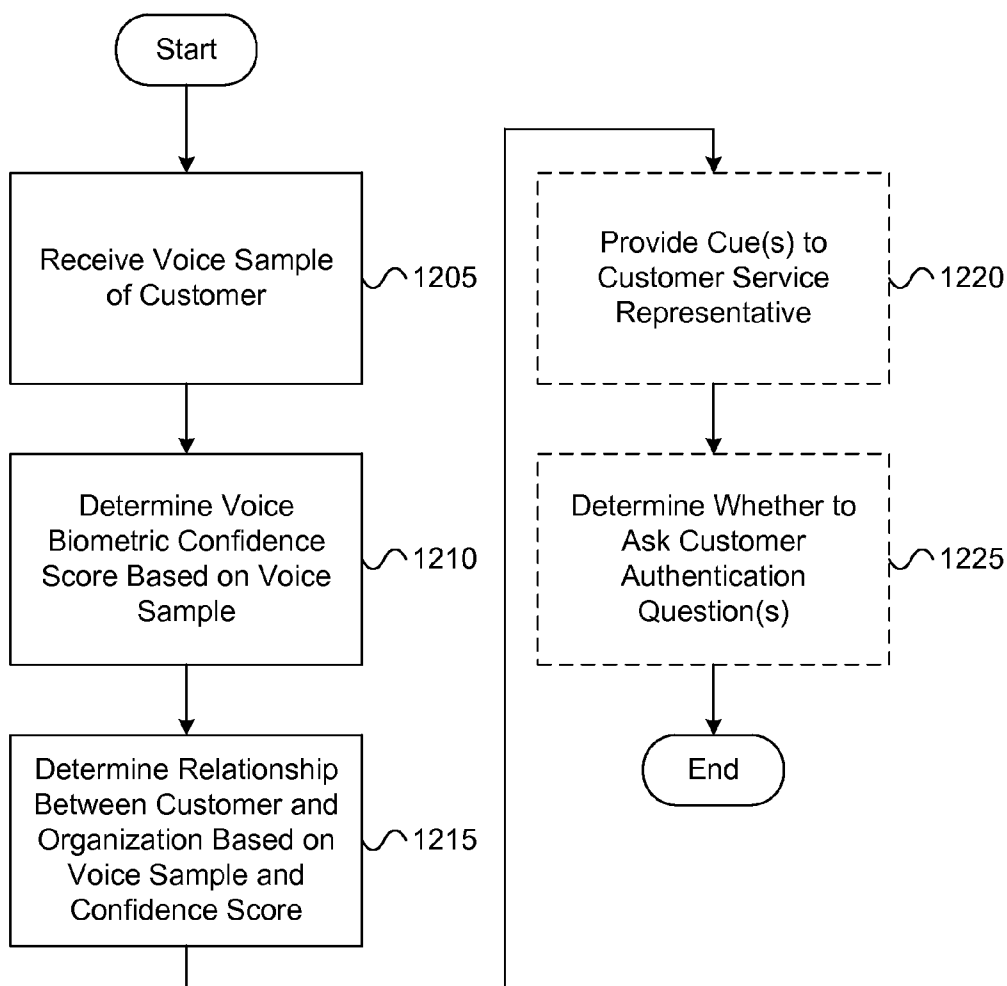 Start
Receive Voice Sample
of Customer
1205
Determine Voice
Biometric Confidence
Score Based on Voice
Sample
1210
Determine Relationship
Between Customer and
Organization Based on
Voice Sample and
Confidence Score
1215
Provide Cue(s) to
Customer Service
Representative
1220
Determine Whether to
Ask Customer
Authentication
Question(s)
1225
End